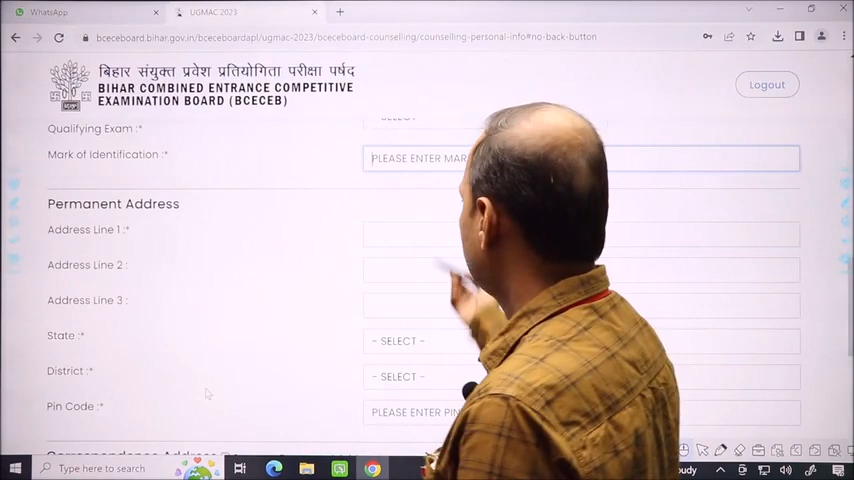 WhatsApp
UGMAC 2023
bceceboard.bihar.gov.in/bceceboardapl/ugmac-2023/bceceboard-counselling/counselling-personal-info#no-back-button
बिहार संयुक्त प्रवेश प्रतियोगिता परीक्षा पर्षद
BIHAR COMBINED ENTRANCE COMPETITIVE
EXAMINATION BOARD (BCECEB)
Logout
Qualifying Exam :*
Mark of Identification :*
PLEASE ENTER MAR
Permanent Address
Address Line 1 :*
Address Line 2 :
Address Line 3 :
State :*
- SELECT -
District :*
- SELECT -
Pin Code :*
PLEASE ENTER PIN
Type here to search